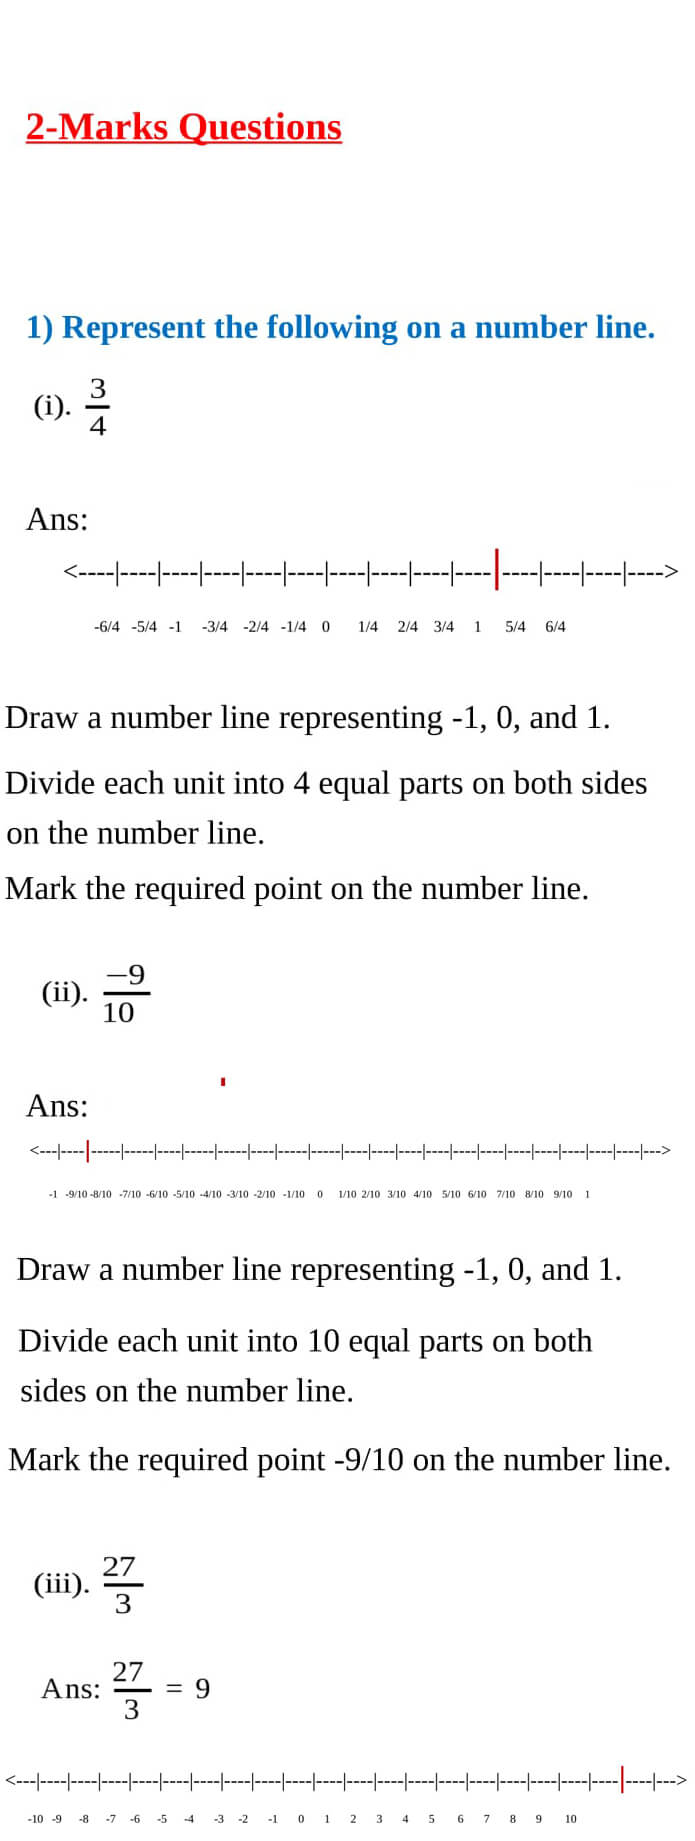 2-Marks Questions
1) Represent the following on a number line.
(i). 3/4
Ans:
<----|----|----|----|----|----|----|----|----|----|----|----|----|---->
-6/4 -5/4 -1 -3/4 -2/4 -1/4 0 1/4 2/4 3/4 1 5/4 6/4
Draw a number line representing -1, 0, and 1.
Divide each unit into 4 equal parts on both sides
on the number line.
Mark the required point on the number line.
(ii). −9/10
Ans:
<---|----|-----|-----|----|-----|-----|----|-----|-----|----|----|----|----|----|----|----|----|----|----|----|--->
-1 -9/10 -8/10 -7/10 -6/10 -5/10 -4/10 -3/10 -2/10 -1/10 0 1/10 2/10 3/10 4/10 5/10 6/10 7/10 8/10 9/10 1
Draw a number line representing -1, 0, and 1.
Divide each unit into 10 equal parts on both
sides on the number line.
Mark the required point -9/10 on the number line.
(iii). 27/3
Ans: 27/3 = 9
<---|----|----|----|----|----|----|----|----|----|----|----|----|----|----|----|----|----|----|----|----|--->
-10 -9 -8 -7 -6 -5 -4 -3 -2 -1 0 1 2 3 4 5 6 7 8 9 10